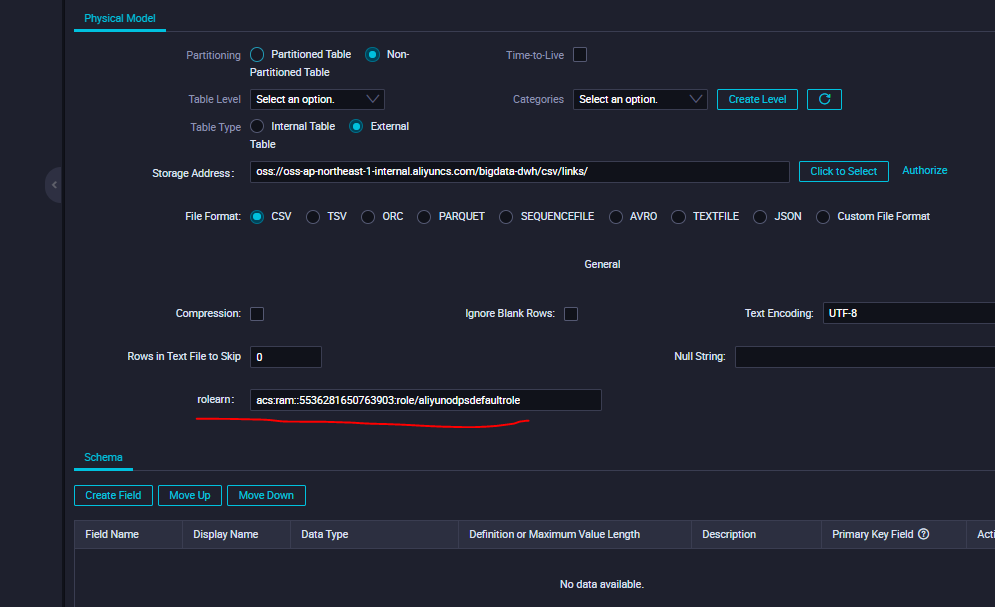 Physical Model
Partitioning Partitioned Table Non-
Partitioned Table
Time-to-Live
Table Level Select an option. Categories Select an option. Create Level
Table Type Internal Table External
Table
Storage Address: oss://oss-ap-northeast-1-internal.aliyuncs.com/bigdata-dwh/csv/links/ Click to Select Authorize
File Format: CSV TSV ORC PARQUET SEQUENCEFILE AVRO TEXTFILE JSON Custom File Format
General
Compression: Ignore Blank Rows: Text Encoding: UTF-8
Rows in Text File to Skip 0 Null String:
rolearn: acs:ram::5536281650763903:role/aliyunodpsdefaultrole
Schema
Create Field Move Up Move Down
Field Name Display Name Data Type Definition or Maximum Value Length Description Primary Key Field Acti
No data available.